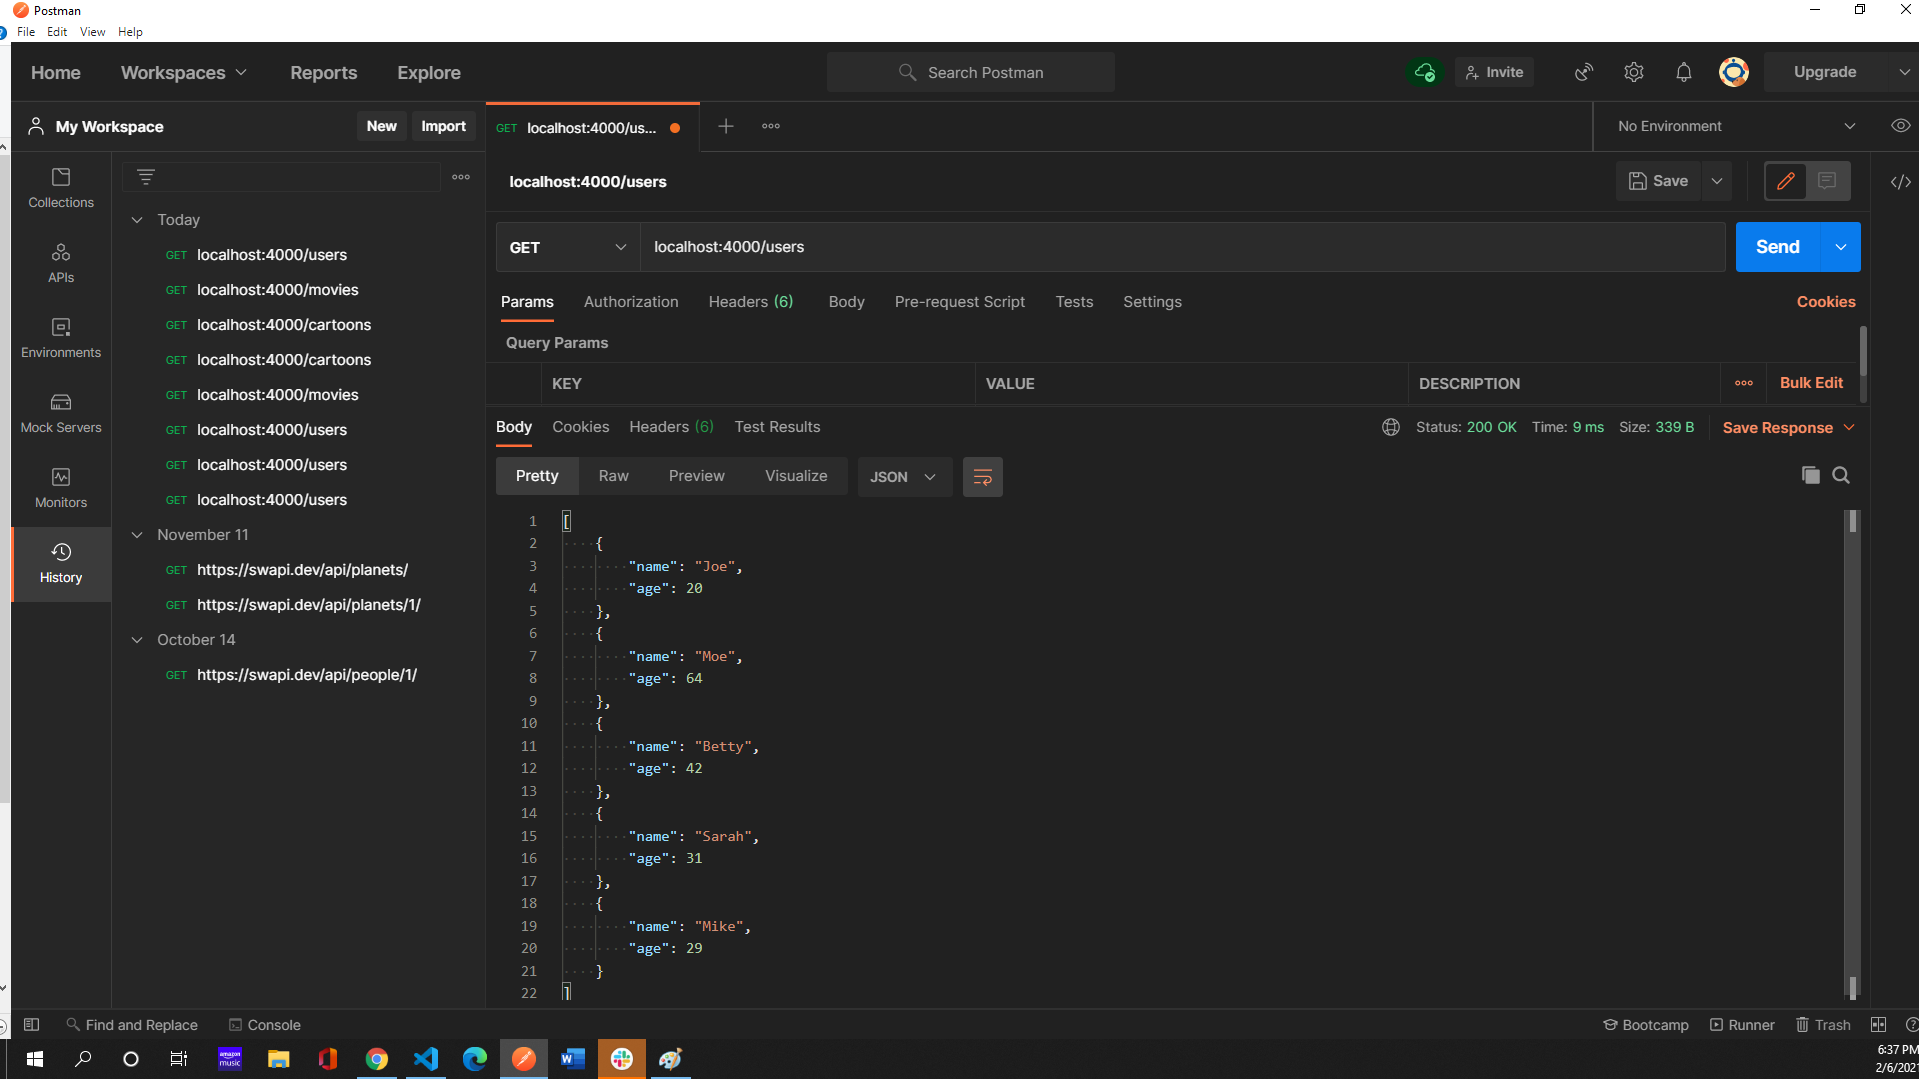 Postman
File Edit View Help
Home Workspaces Reports Explore Search Postman Invite Upgrade
My Workspace New Import GET localhost:4000/us... No Environment
localhost:4000/users Save
Collections
APIs
Environments
Mock Servers
Monitors
History
Today
GET localhost:4000/users
GET localhost:4000/movies
GET localhost:4000/cartoons
GET localhost:4000/cartoons
GET localhost:4000/movies
GET localhost:4000/users
GET localhost:4000/users
GET localhost:4000/users
November 11
GET https://swapi.dev/api/planets/
GET https://swapi.dev/api/planets/1/
October 14
GET https://swapi.dev/api/people/1/
GET localhost:4000/users Send
Params Authorization Headers (6) Body Pre-request Script Tests Settings Cookies
Query Params
KEY VALUE DESCRIPTION Bulk Edit
Body Cookies Headers (6) Test Results Status: 200 OK Time: 9 ms Size: 339 B Save Response
Pretty Raw Preview Visualize JSON
1 [
2 {
3 "name": "Joe",
4 "age": 20
5 },
6 {
7 "name": "Moe",
8 "age": 64
9 },
10 {
11 "name": "Betty",
12 "age": 42
13 },
14 {
15 "name": "Sarah",
16 "age": 31
17 },
18 {
19 "name": "Mike",
20 "age": 29
21 }
22 ]
Find and Replace Console Bootcamp Runner Trash
amazon music
6:37 PM
2/6/202